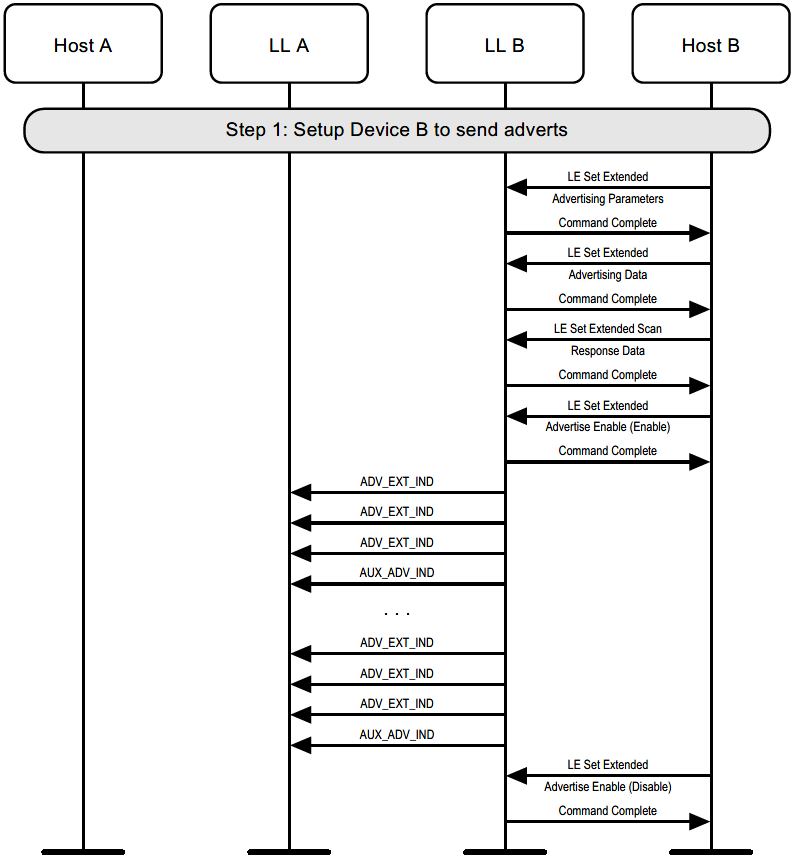 Host A
LL A
LL B
Host B
Step 1: Setup Device B to send adverts
LE Set Extended
Advertising Parameters
Command Complete
LE Set Extended
Advertising Data
Command Complete
LE Set Extended Scan
Response Data
Command Complete
LE Set Extended
Advertise Enable (Enable)
Command Complete
ADV_EXT_IND
ADV_EXT_IND
ADV_EXT_IND
AUX_ADV_IND
. . .
ADV_EXT_IND
ADV_EXT_IND
ADV_EXT_IND
AUX_ADV_IND
LE Set Extended
Advertise Enable (Disable)
Command Complete